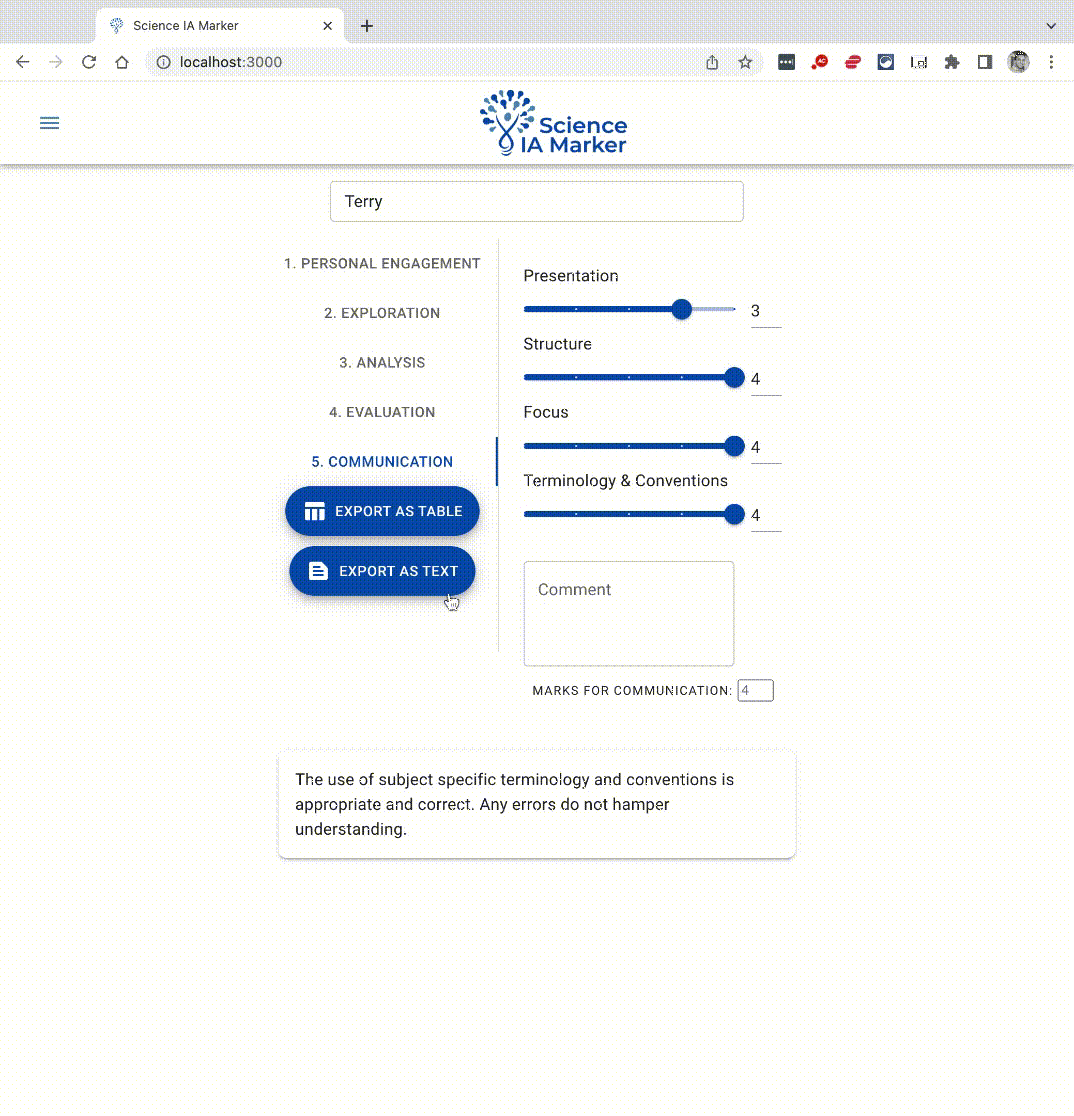 Science IA Marker
localhost:3000
Science
IA Marker
Terry
1. PERSONAL ENGAGEMENT
2. EXPLORATION
3. ANALYSIS
4. EVALUATION
5. COMMUNICATION
EXPORT AS TABLE
EXPORT AS TEXT
Presentation
3
Structure
4
Focus
4
Terminology & Conventions
4
Comment
MARKS FOR COMMUNICATION: 4
The use of subject specific terminology and conventions is
appropriate and correct. Any errors do not hamper
understanding.